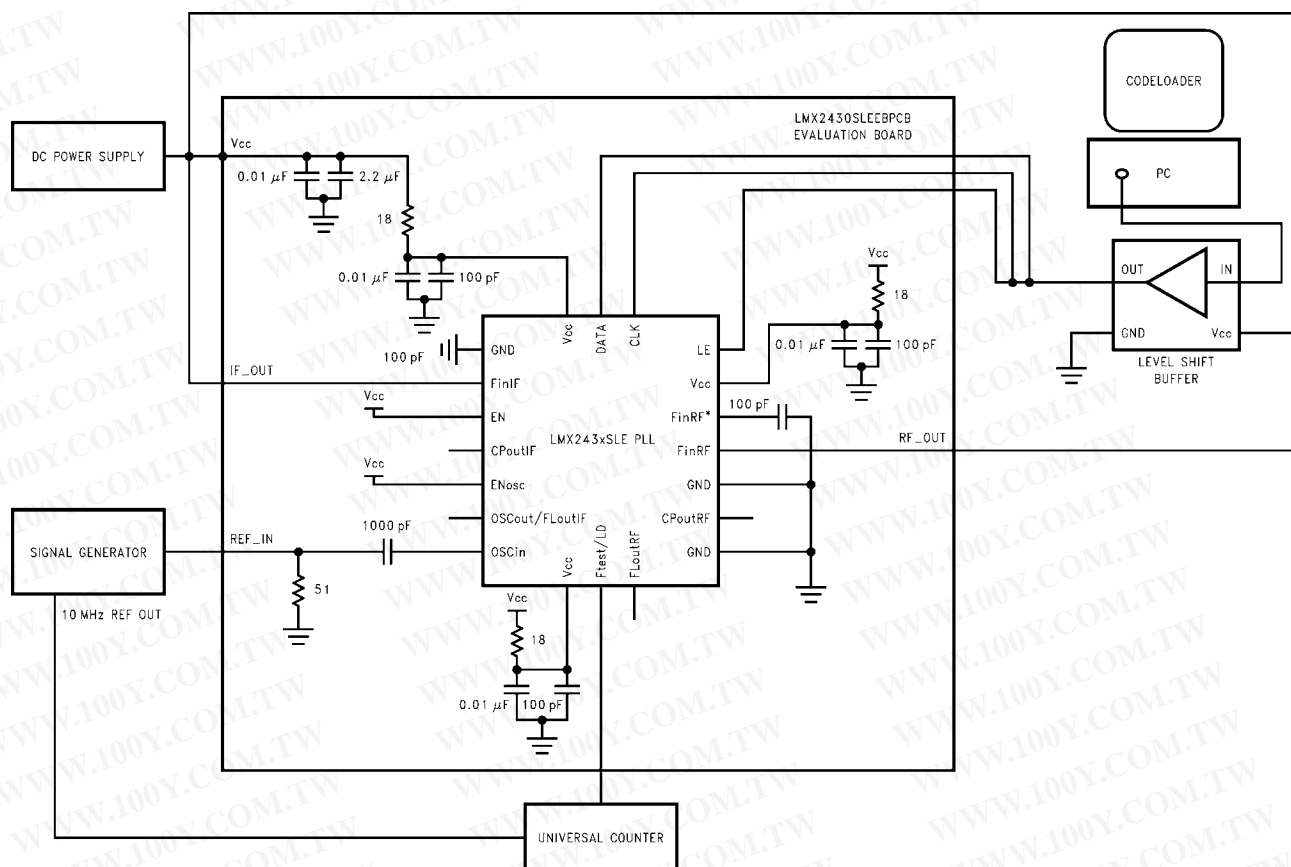 CODELOADER
LMX2430SLEEBPCB
EVALUATION BOARD
DC POWER SUPPLY
Vcc
0.01 µF
2.2 µF
18
PC
0.01 µF
100 pF
Vcc
18
OUT
IN
GND
Vcc
LEVEL SHIFT
BUFFER
0.01 µF
100 pF
100 pF
GND
Vcc
DATA
CLK
LE
IF_OUT
FinIF
Vcc
Vcc
EN
100 pF
FinRF*
LMX243xSLE PLL
CPoutIF
FinRF
RF_OUT
Vcc
ENosc
GND
OSCout/FLoutIF
CPoutRF
1000 pF
SIGNAL GENERATOR
REF_IN
OSCin
GND
Vcc
Ftest/LD
FLoutRF
51
10 MHz REF OUT
Vcc
18
0.01 µF
100 pF
UNIVERSAL COUNTER
WWW.100Y.COM.TW